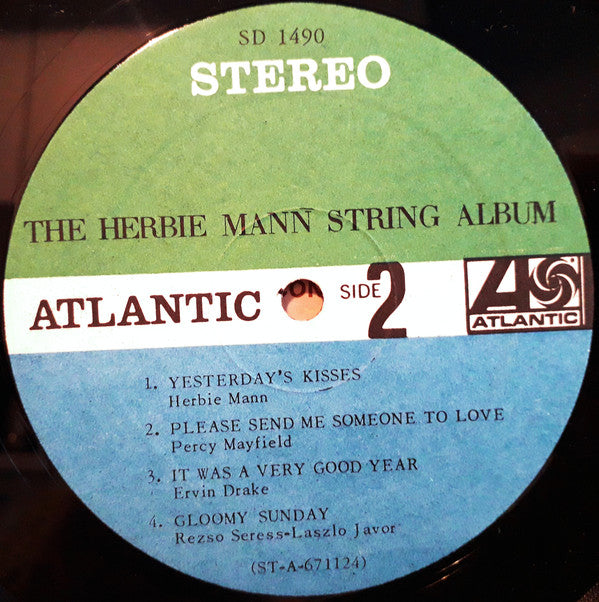 SD 1490
STEREO
THE HERBIE MANN STRING ALBUM
ATLANTIC SIDE 2 ATLANTIC
1. YESTERDAY'S KISSES
Herbie Mann
2. PLEASE SEND ME SOMEONE TO LOVE
Percy Mayfield
3. IT WAS A VERY GOOD YEAR
Ervin Drake
4. GLOOMY SUNDAY
Rezso Seress-Laszlo Javor
(ST-A-671124)